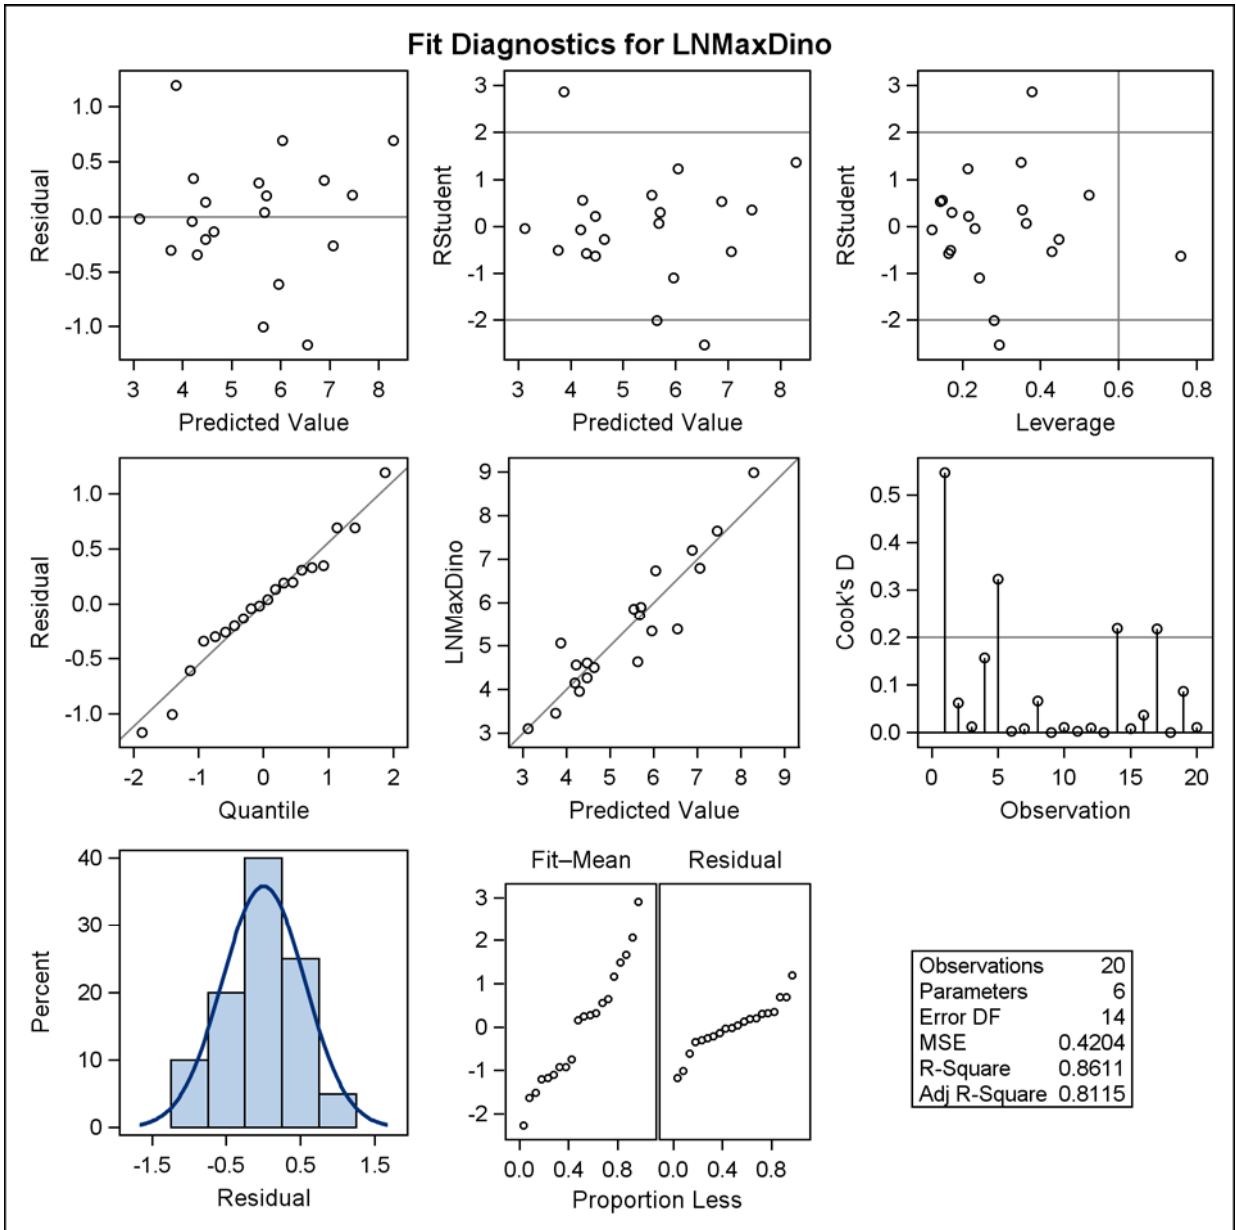 Fit Diagnostics for LNMaxDino
1.0
0.5
0.0
-0.5
-1.0
Residual
3 4 5 6 7 8
Predicted Value
3
2
1
0
-1
-2
RStudent
3 4 5 6 7 8
Predicted Value
3
2
1
0
-1
-2
RStudent
0.2 0.4 0.6 0.8
Leverage
1.0
0.5
0.0
-0.5
-1.0
Residual
-2 -1 0 1 2
Quantile
9
8
7
6
5
4
3
LNMaxDino
3 4 5 6 7 8 9
Predicted Value
0.5
0.4
0.3
0.2
0.1
0.0
Cook's D
0 5 10 15 20
Observation
40
30
20
10
0
Percent
-1.5 -0.5 0.5 1.5
Residual
Fit–Mean Residual
3
2
1
0
-1
-2
0.0 0.4 0.8 0.0 0.4 0.8
Proportion Less
Observations 20
Parameters 6
Error DF 14
MSE 0.4204
R-Square 0.8611
Adj R-Square 0.8115